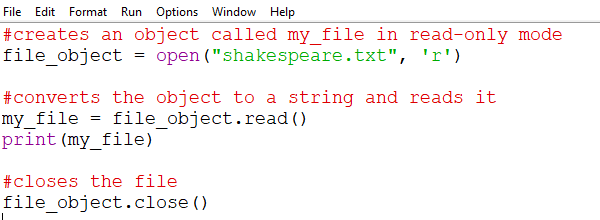 File Edit Format Run Options Window Help
#creates an object called my_file in read-only mode
file_object = open("shakespeare.txt", 'r')
#converts the object to a string and reads it
my_file = file_object.read()
print(my_file)
#closes the file
file_object.close()